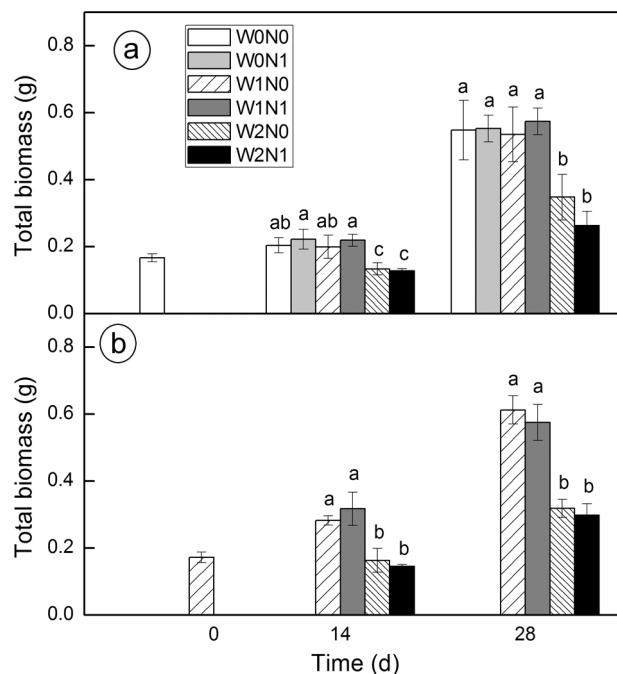 a
W0N0
W0N1
W1N0
W1N1
W2N0
W2N1
Total biomass (g)
0.8
0.6
0.4
0.2
0.0
ab a ab a c c
a a a a b b
b
Total biomass (g)
0.8
0.6
0.4
0.2
0.0
a a b b
a a b b
0 14 28
Time (d)